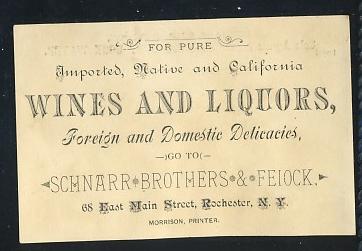 FOR PURE
Imported, Native and California
WINES AND LIQUORS,
Foreign and Domestic Delicacies,
—)GO TO(—
SCHNARR*BROTHERS*&*FEIOCK.
68 East Main Street, Rochester, N. Y.
MORRISON, PRINTER.